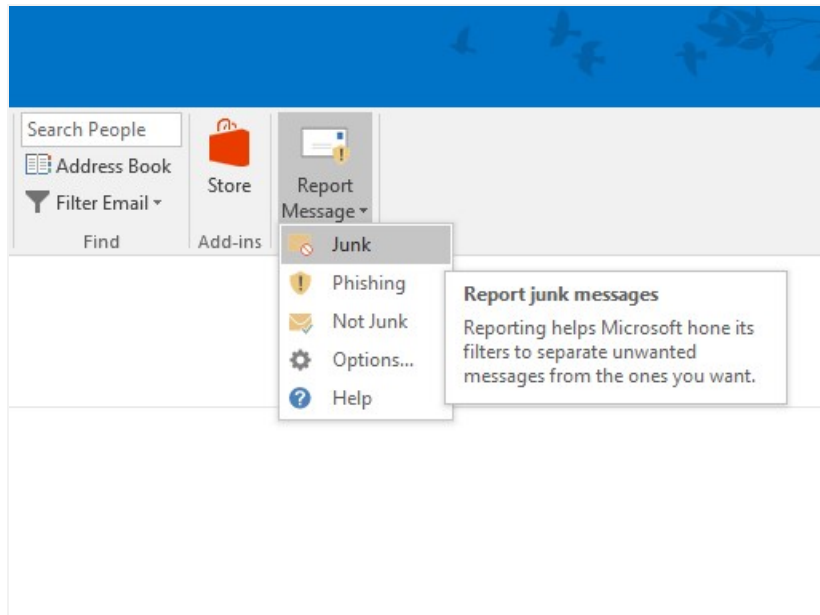 Search People
Address Book
Filter Email
Find
Store
Add-ins
Report
Message
Junk
Phishing
Not Junk
Options...
Help
Report junk messages
Reporting helps Microsoft hone its
filters to separate unwanted
messages from the ones you want.